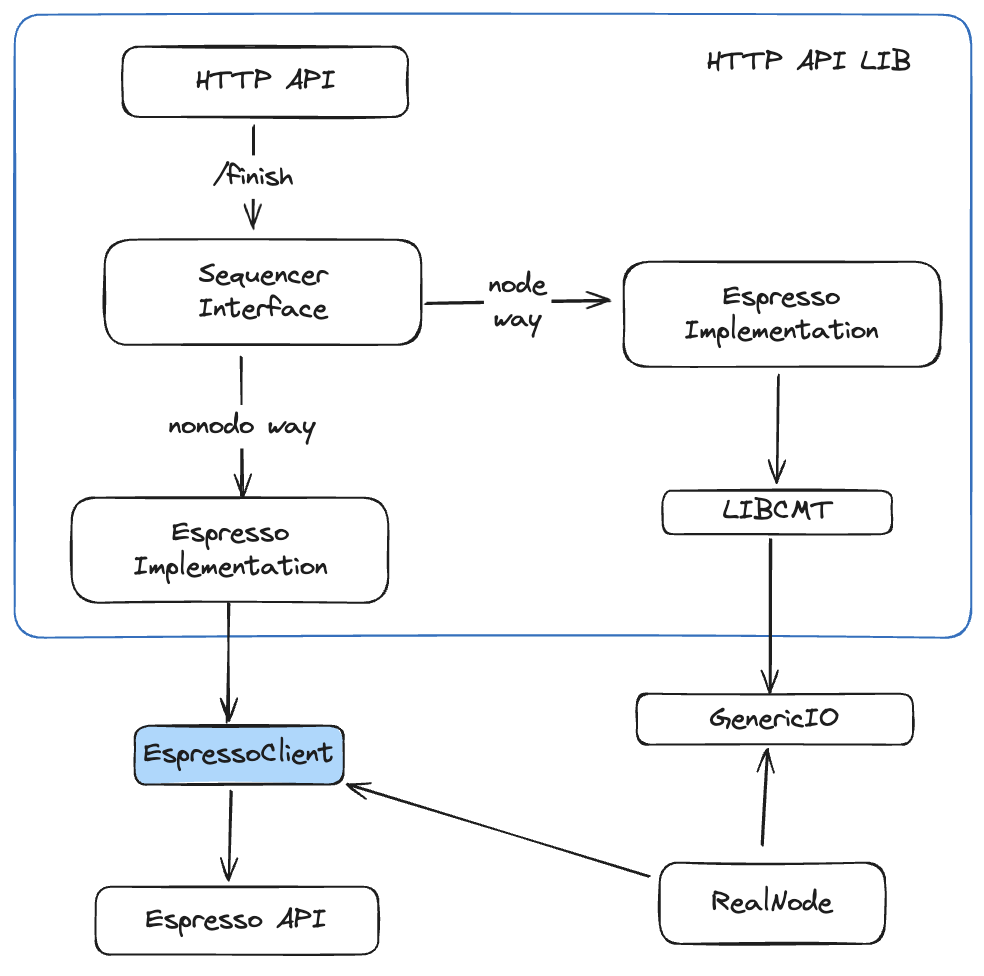 HTTP API
HTTP API LIB
/finish
Sequencer
Interface
node
way
Espresso
Implementation
nonodo way
LIBCMT
Espresso
Implementation
GenericIO
EspressoClient
RealNode
Espresso API